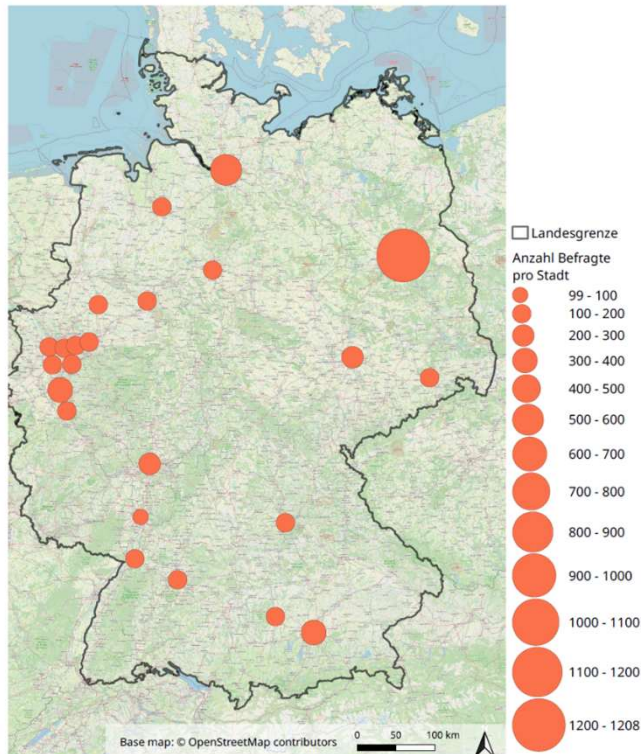 Landesgrenze
Anzahl Befragte
pro Stadt
99 - 100
100 - 200
200 - 300
300 - 400
400 - 500
500 - 600
600 - 700
700 - 800
800 - 900
900 - 1000
1000 - 1100
1100 - 1200
1200 - 1208
Base map: © OpenStreetMap contributors
0 50 100 km